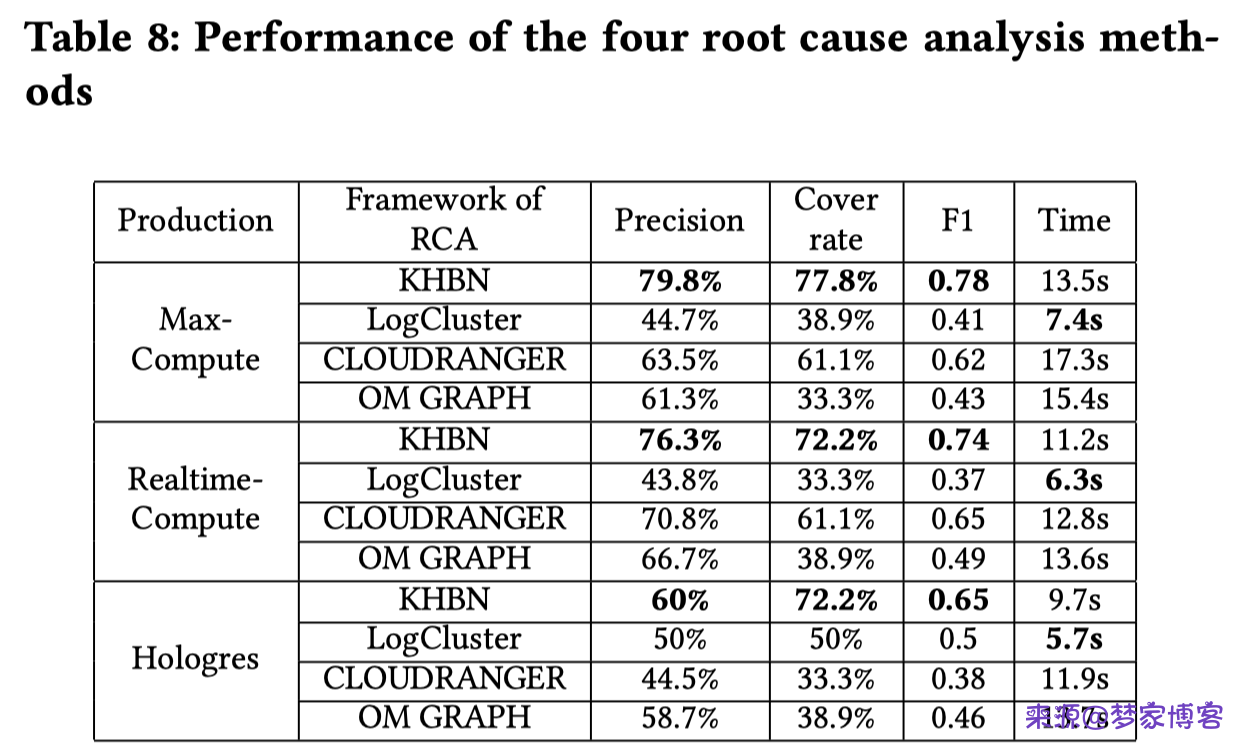 Table 8: Performance of the four root cause analysis meth-
ods
Production Framework of RCA Precision Cover rate F1 Time
Max-Compute KHBN 79.8% 77.8% 0.78 13.5s
LogCluster 44.7% 38.9% 0.41 7.4s
CLOUDRANGER 63.5% 61.1% 0.62 17.3s
OM GRAPH 61.3% 33.3% 0.43 15.4s
Realtime-Compute KHBN 76.3% 72.2% 0.74 11.2s
LogCluster 43.8% 33.3% 0.37 6.3s
CLOUDRANGER 70.8% 61.1% 0.65 12.8s
OM GRAPH 66.7% 38.9% 0.49 13.6s
Hologres KHBN 60% 72.2% 0.65 9.7s
LogCluster 50% 50% 0.5 5.7s
CLOUDRANGER 44.5% 33.3% 0.38 11.9s
OM GRAPH 58.7% 38.9% 0.46
来源@梦家博客